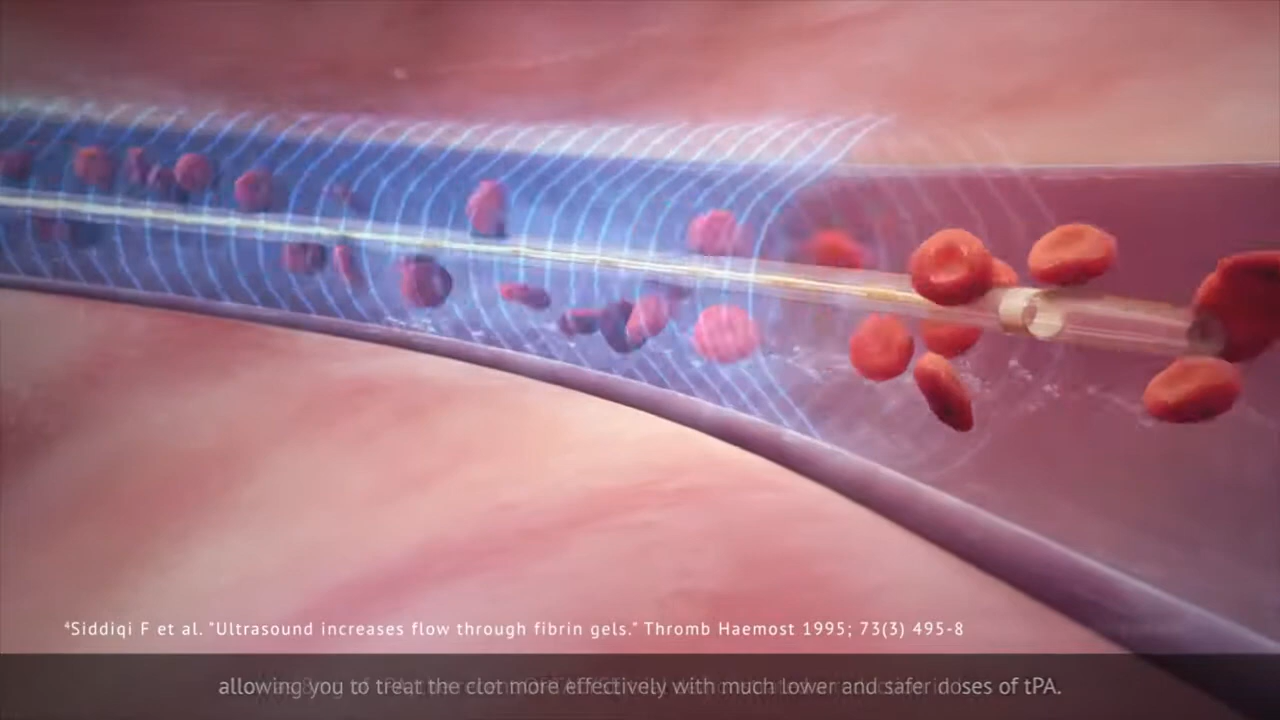 ⁴Siddiqi F et al. "Ultrasound increases flow through fibrin gels." Thromb Haemost 1995; 73(3) 495-8
allowing you to treat the clot more effectively with much lower and safer doses of tPA.